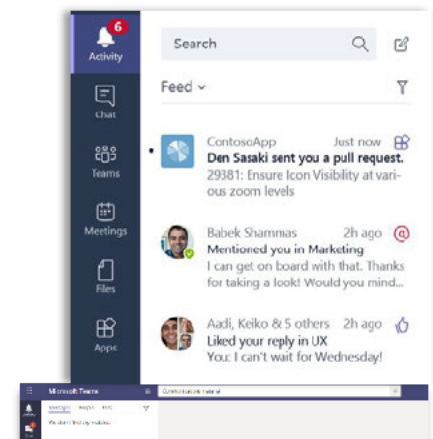 6
Activity
Search
Feed
Chat
Teams
Meetings
Files
Apps
ContosoApp Just now
Den Sasaki sent you a pull request.
29381: Ensure Icon Visibility at vari-
ous zoom levels
Babek Shammas 2h ago
Mentioned you in Marketing
I can get on board with that. Thanks
for taking a look! Would you mind...
Aadi, Keiko & 5 others 2h ago
Liked your reply in UX
You: I can't wait for Wednesday!
Microsoft Teams
Messages People Files